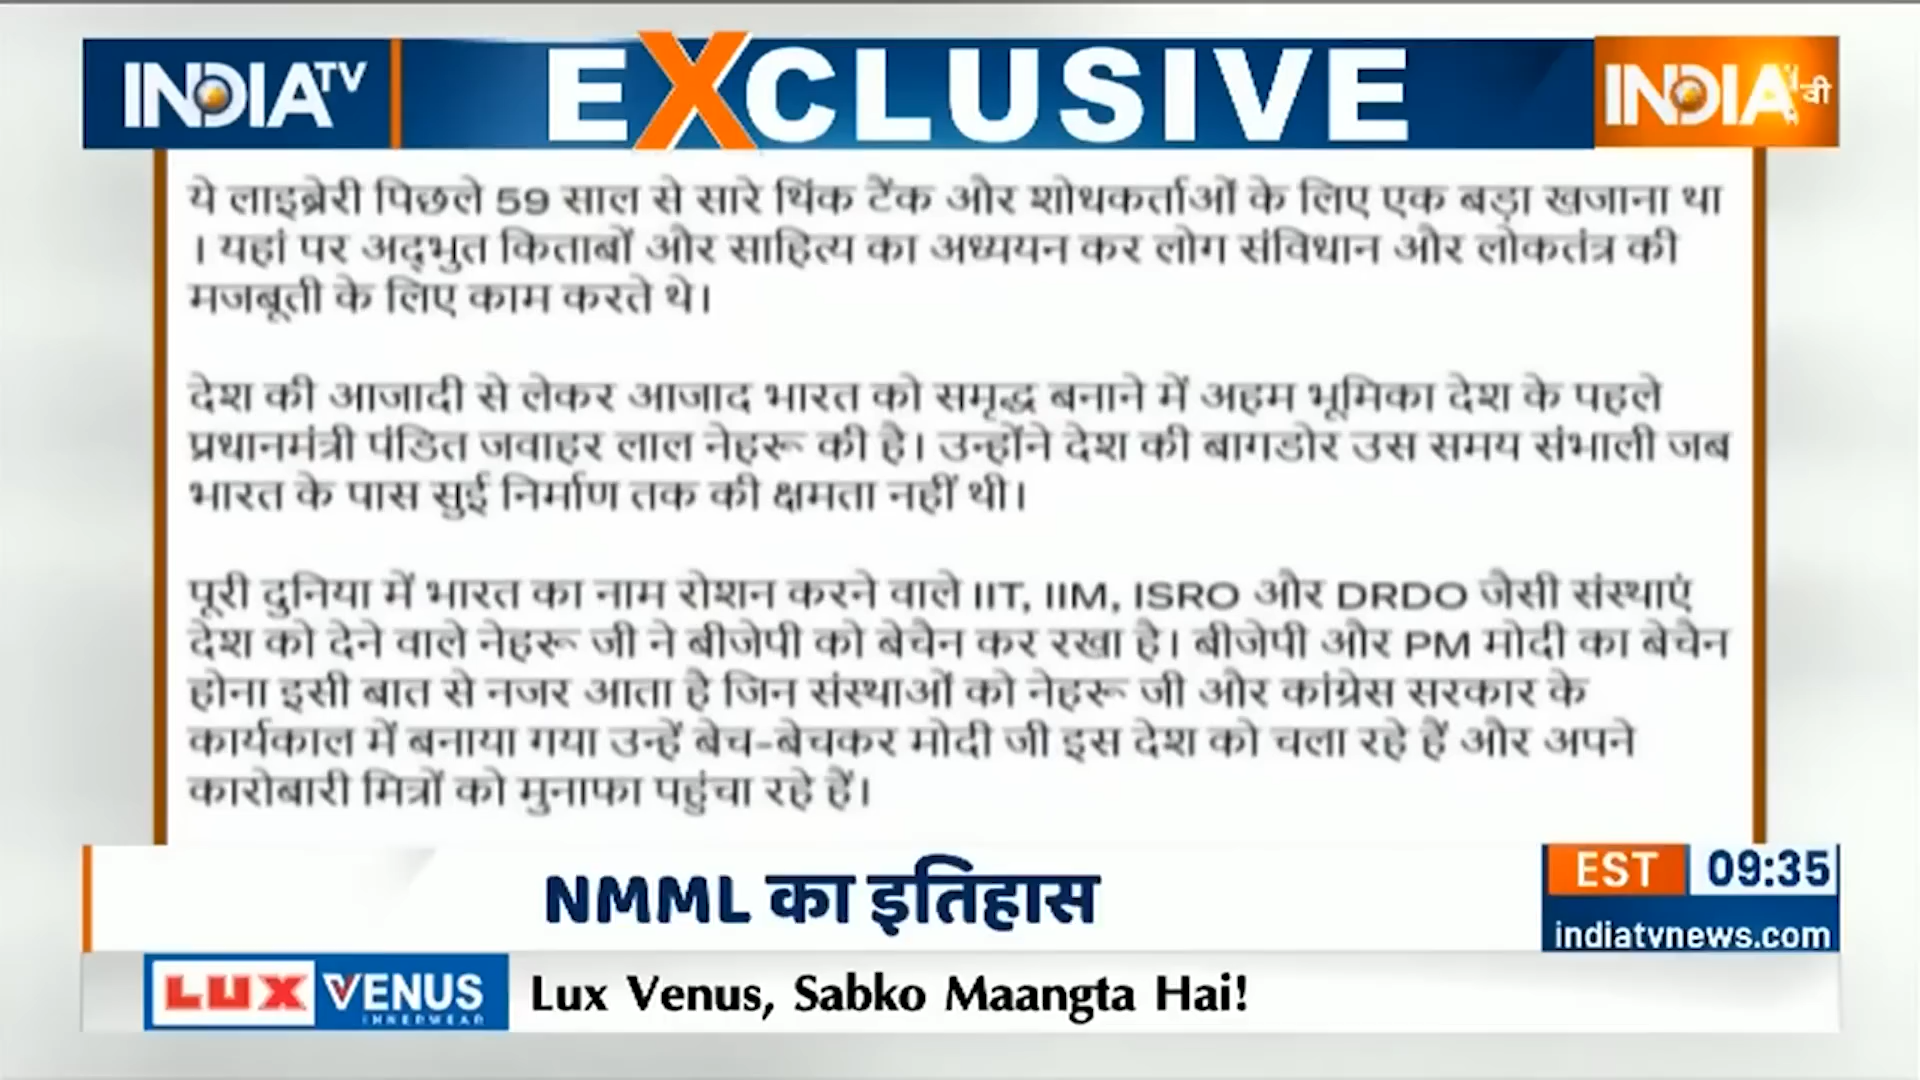 INDIA TV
EXCLUSIVE
INDIA टीवी
ये लाइब्रेरी पिछले 59 साल से सारे थिंक टैंक और शोधकर्ताओं के लिए एक बड़ा खजाना था
। यहां पर अद्भुत किताबों और साहित्य का अध्ययन कर लोग संविधान और लोकतंत्र की
मजबूती के लिए काम करते थे।
देश की आजादी से लेकर आजाद भारत को समृद्ध बनाने में अहम भूमिका देश के पहले
प्रधानमंत्री पंडित जवाहर लाल नेहरू की है। उन्होंने देश की बागडोर उस समय संभाली जब
भारत के पास सुई निर्माण तक की क्षमता नहीं थी।
पूरी दुनिया में भारत का नाम रोशन करने वाले IIT, IIM, ISRO और DRDO जैसी संस्थाएं
देश को देने वाले नेहरू जी ने बीजेपी को बेचैन कर रखा है। बीजेपी और PM मोदी का बेचैन
होना इसी बात से नजर आता है जिन संस्थाओं को नेहरू जी और कांग्रेस सरकार के
कार्यकाल में बनाया गया उन्हें बेच-बेचकर मोदी जी इस देश को चला रहे हैं और अपने
कारोबारी मित्रों को मुनाफा पहुंचा रहे हैं।
NMML का इतिहास
EST 09:35
indiatvnews.com
LUX VENUS
INNERWEAR
Lux Venus, Sabko Maangta Hai!